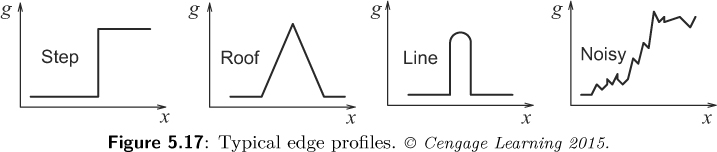 g g g g
Step Roof Line Noisy
x x x x
Figure 5.17: Typical edge profiles. © Cengage Learning 2015.